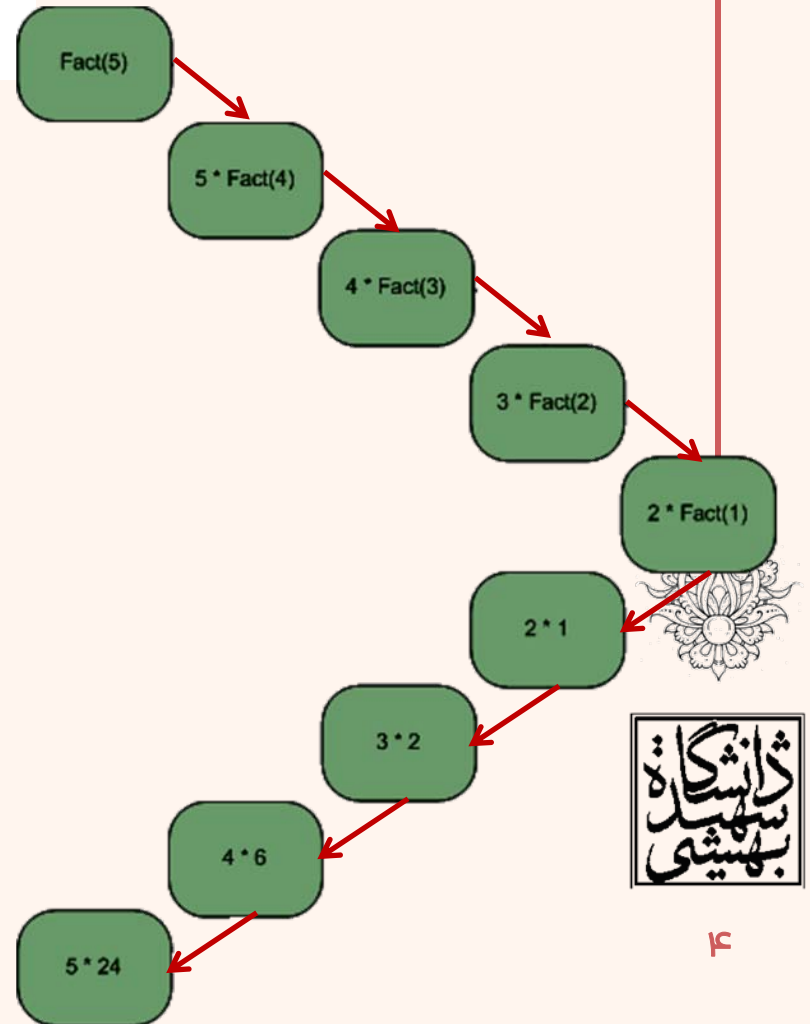 Fact(5)
5 * Fact(4)
4 * Fact(3)
3 * Fact(2)
2 * Fact(1)
2 * 1
3 * 2
4 * 6
5 * 24
دانشگاه
شهید
بهشتی
۴